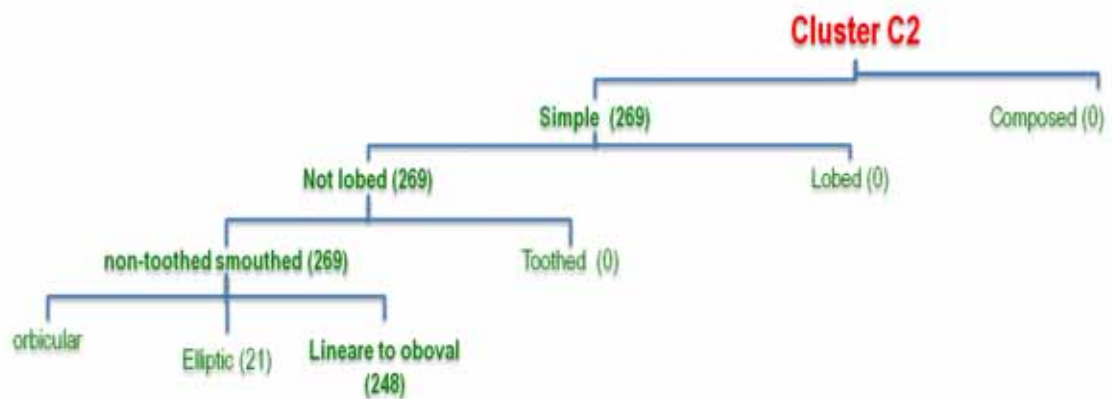 Cluster C2
Simple (269)
Composed (0)
Not lobed (269)
Lobed (0)
non-toothed smouthed (269)
Toothed (0)
orbicular
Elliptic (21)
Lineare to oboval
(248)